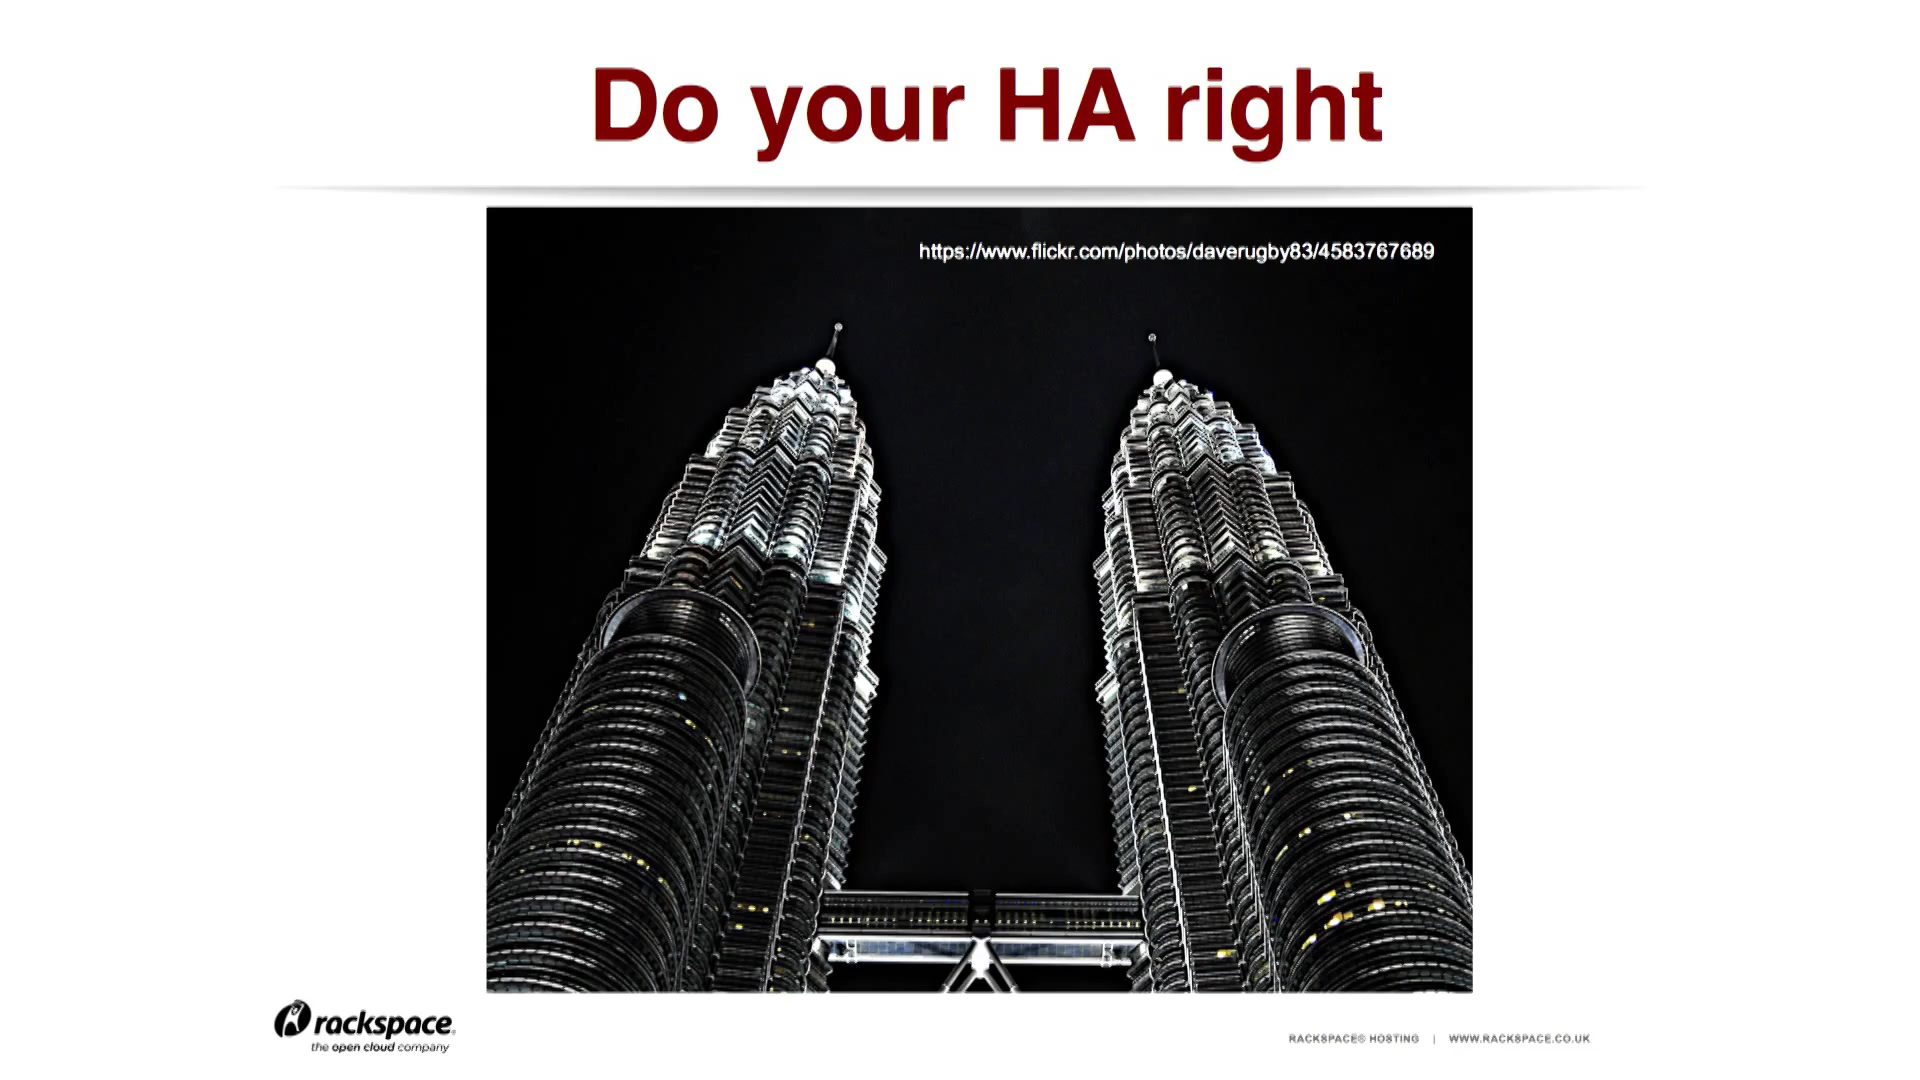 Do your HA right
https://www.flickr.com/photos/daverugby83/4583767689
rackspace
the open cloud company
RACKSPACE® HOSTING | WWW.RACKSPACE.CO.UK